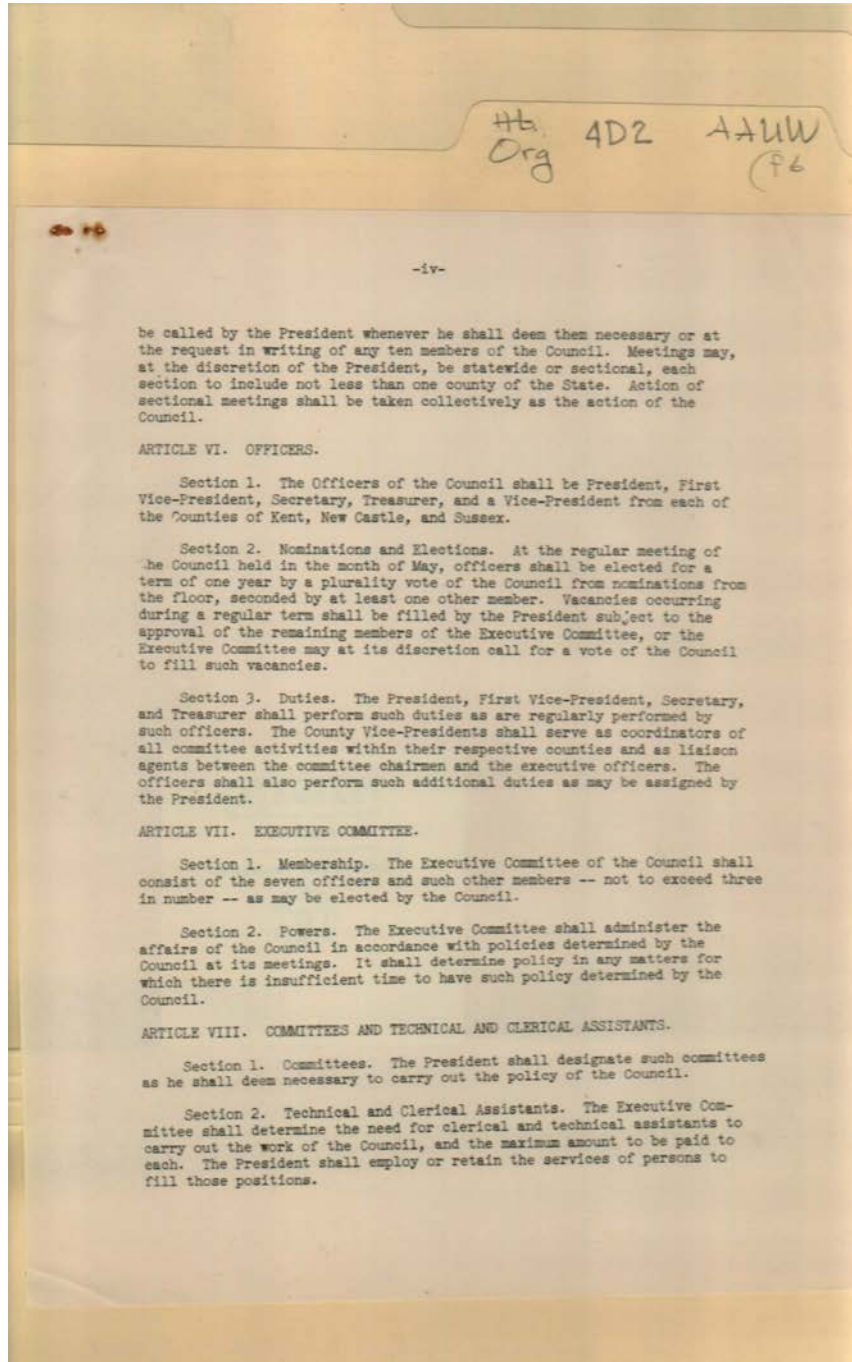 Hb.
Org 4D2 AAUW
(f6
-iv-
be called by the President whenever he shall deem them necessary or at
the request in writing of any ten members of the Council. Meetings may,
at the discretion of the President, be statewide or sectional, each
section to include not less than one county of the State. Action of
sectional meetings shall be taken collectively as the action of the
Council.
ARTICLE VI. OFFICERS.
Section 1. The Officers of the Council shall be President, First
Vice-President, Secretary, Treasurer, and a Vice-President from each of
the Counties of Kent, New Castle, and Sussex.
Section 2. Nominations and Elections. At the regular meeting of
he Council held in the month of May, officers shall be elected for a
term of one year by a plurality vote of the Council from nominations from
the floor, seconded by at least one other member. Vacancies occurring
during a regular term shall be filled by the President subject to the
approval of the remaining members of the Executive Committee, or the
Executive Committee may at its discretion call for a vote of the Council
to fill such vacancies.
Section 3. Duties. The President, First Vice-President, Secretary,
and Treasurer shall perform such duties as are regularly performed by
such officers. The County Vice-Presidents shall serve as coordinators of
all committee activities within their respective counties and as liaison
agents between the committee chairmen and the executive officers. The
officers shall also perform such additional duties as may be assigned by
the President.
ARTICLE VII. EXECUTIVE COMMITTEE.
Section 1. Membership. The Executive Committee of the Council shall
consist of the seven officers and such other members -- not to exceed three
in number -- as may be elected by the Council.
Section 2. Powers. The Executive Committee shall administer the
affairs of the Council in accordance with policies determined by the
Council at its meetings. It shall determine policy in any matters for
which there is insufficient time to have such policy determined by the
Council.
ARTICLE VIII. COMMITTEES AND TECHNICAL AND CLERICAL ASSISTANTS.
Section 1. Committees. The President shall designate such committees
as he shall deem necessary to carry out the policy of the Council.
Section 2. Technical and Clerical Assistants. The Executive Com-
mittee shall determine the need for clerical and technical assistants to
carry out the work of the Council, and the maximum amount to be paid to
each. The President shall employ or retain the services of persons to
fill those positions.